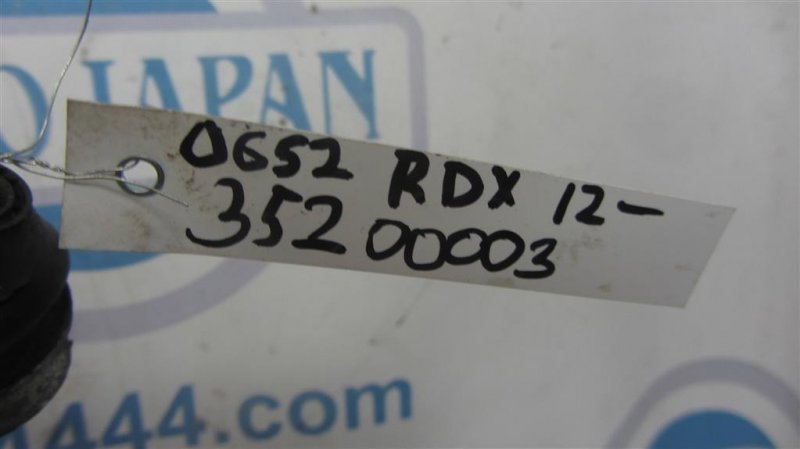 O JAPAN
0652 RDX 12-
35200003
444.com